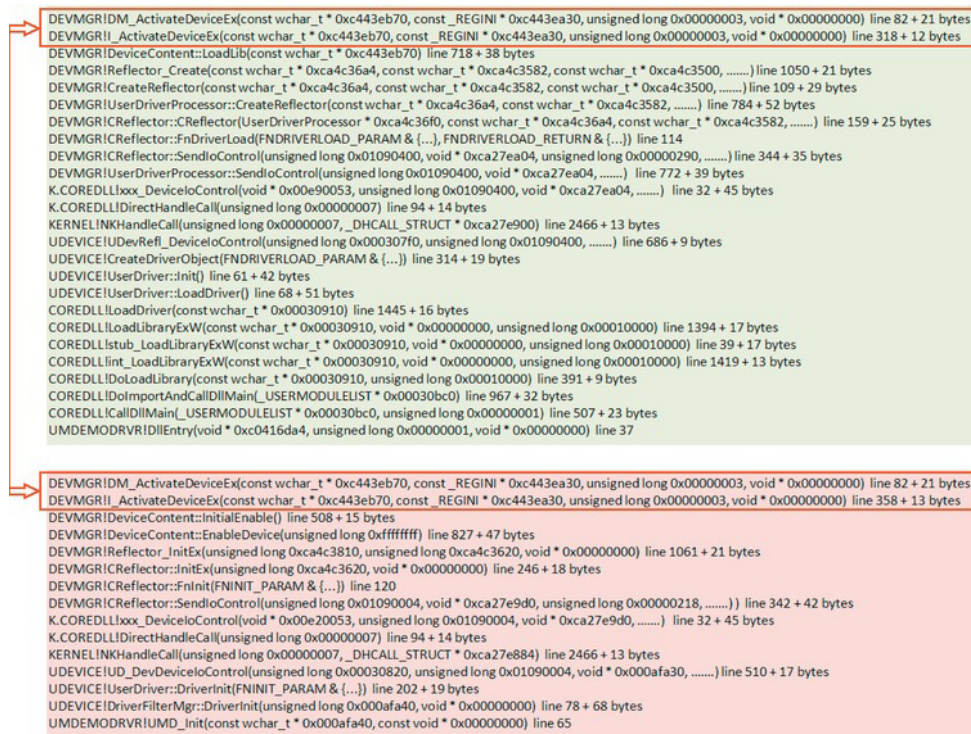 DEVMGR!DM_ActivateDeviceEx(const wchar_t * 0xc443eb70, const _REGINI * 0xc443ea30, unsigned long 0x00000003, void * 0x00000000) line 82 + 21 bytes
DEVMGR!I_ActivateDeviceEx(const wchar_t * 0xc443eb70, const _REGINI * 0xc443ea30, unsigned long 0x00000003, void * 0x00000000) line 318 + 12 bytes
DEVMGR!DeviceContent::LoadLib(const wchar_t * 0xc443eb70) line 718 + 38 bytes
DEVMGR!Reflector_Create(const wchar_t * 0xca4c36a4, const wchar_t * 0xca4c3582, const wchar_t * 0xca4c3500, .......) line 1050 + 21 bytes
DEVMGR!CreateReflector(const wchar_t * 0xca4c36a4, const wchar_t * 0xca4c3582, const wchar_t * 0xca4c3500, .......) line 109 + 29 bytes
DEVMGR!UserDriverProcessor::CreateReflector(const wchar_t * 0xca4c36a4, const wchar_t * 0xca4c3582, .......) line 784 + 52 bytes
DEVMGR!CReflector::CReflector(UserDriverProcessor * 0xca4c36f0, const wchar_t * 0xca4c36a4, const wchar_t * 0xca4c3582, .......) line 159 + 25 bytes
DEVMGR!CReflector::FnDriverLoad(FNDRIVERLOAD_PARAM & {...}, FNDRIVERLOAD_RETURN & {...}) line 114
DEVMGR!CReflector::SendIoControl(unsigned long 0x01090400, void * 0xca27ea04, unsigned long 0x00000290, .......) line 344 + 35 bytes
DEVMGR!UserDriverProcessor::SendIoControl(unsigned long 0x01090400, void * 0xca27ea04, .......) line 772 + 39 bytes
K.COREDLL!xxx_DeviceIoControl(void * 0x00e90053, unsigned long 0x01090400, void * 0xca27ea04, .......) line 32 + 45 bytes
K.COREDLL!DirectHandleCall(unsigned long 0x00000007) line 94 + 14 bytes
KERNEL!NKHandleCall(unsigned long 0x00000007, _DHCALL_STRUCT * 0xca27e900) line 2466 + 13 bytes
UDEVICE!UDevRefl_DeviceIoControl(unsigned long 0x000307f0, unsigned long 0x01090400, .......) line 686 + 9 bytes
UDEVICE!CreateDriverObject(FNDRIVERLOAD_PARAM & {...}) line 314 + 19 bytes
UDEVICE!UserDriver::Init() line 61 + 42 bytes
UDEVICE!UserDriver::LoadDriver() line 68 + 51 bytes
COREDLL!LoadDriver(const wchar_t * 0x00030910) line 1445 + 16 bytes
COREDLL!LoadLibraryExW(const wchar_t * 0x00030910, void * 0x00000000, unsigned long 0x00010000) line 1394 + 17 bytes
COREDLL!stub_LoadLibraryExW(const wchar_t * 0x00030910, void * 0x00000000, unsigned long 0x00010000) line 39 + 17 bytes
COREDLL!int_LoadLibraryExW(const wchar_t * 0x00030910, void * 0x00000000, unsigned long 0x00010000) line 1419 + 13 bytes
COREDLL!DoLoadLibrary(const wchar_t * 0x00030910, unsigned long 0x00010000) line 391 + 9 bytes
COREDLL!DoImportAndCallDllMain(_USERMODULELIST * 0x00030bc0) line 967 + 32 bytes
COREDLL!CallDllMain(_USERMODULELIST * 0x00030bc0, unsigned long 0x00000001) line 507 + 23 bytes
UMDEMODRVR!DllEntry(void * 0xc0416da4, unsigned long 0x00000001, void * 0x00000000) line 37
DEVMGR!DM_ActivateDeviceEx(const wchar_t * 0xc443eb70, const _REGINI * 0xc443ea30, unsigned long 0x00000003, void * 0x00000000) line 82 + 21 bytes
DEVMGR!I_ActivateDeviceEx(const wchar_t * 0xc443eb70, const _REGINI * 0xc443ea30, unsigned long 0x00000003, void * 0x00000000) line 358 + 13 bytes
DEVMGR!DeviceContent::InitialEnable() line 508 + 15 bytes
DEVMGR!DeviceContent::EnableDevice(unsigned long 0xffffffff) line 827 + 47 bytes
DEVMGR!Reflector_InitEx(unsigned long 0xca4c3810, unsigned long 0xca4c3620, void * 0x00000000) line 1061 + 21 bytes
DEVMGR!CReflector::InitEx(unsigned long 0xca4c3620, void * 0x00000000) line 246 + 18 bytes
DEVMGR!CReflector::FnInit(FNINIT_PARAM & {...}) line 120
DEVMGR!CReflector::SendIoControl(unsigned long 0x01090004, void * 0xca27e9d0, unsigned long 0x00000218, .......) ) line 342 + 42 bytes
K.COREDLL!xxx_DeviceIoControl(void * 0x00e20053, unsigned long 0x01090004, void * 0xca27e9d0, .......) line 32 + 45 bytes
K.COREDLL!DirectHandleCall(unsigned long 0x00000007) line 94 + 14 bytes
KERNEL!NKHandleCall(unsigned long 0x00000007, _DHCALL_STRUCT * 0xca27e884) line 2466 + 13 bytes
UDEVICE!UD_DevDeviceIoControl(unsigned long 0x00030820, unsigned long 0x01090004, void * 0x000afa30, .......) line 510 + 17 bytes
UDEVICE!UserDriver::DriverInit(FNINIT_PARAM & {...}) line 202 + 19 bytes
UDEVICE!DriverFilterMgr::DriverInit(unsigned long 0x000afa40, void * 0x00000000) line 78 + 68 bytes
UMDEMODRVR!UMD_Init(const wchar_t * 0x000afa40, const void * 0x00000000) line 65